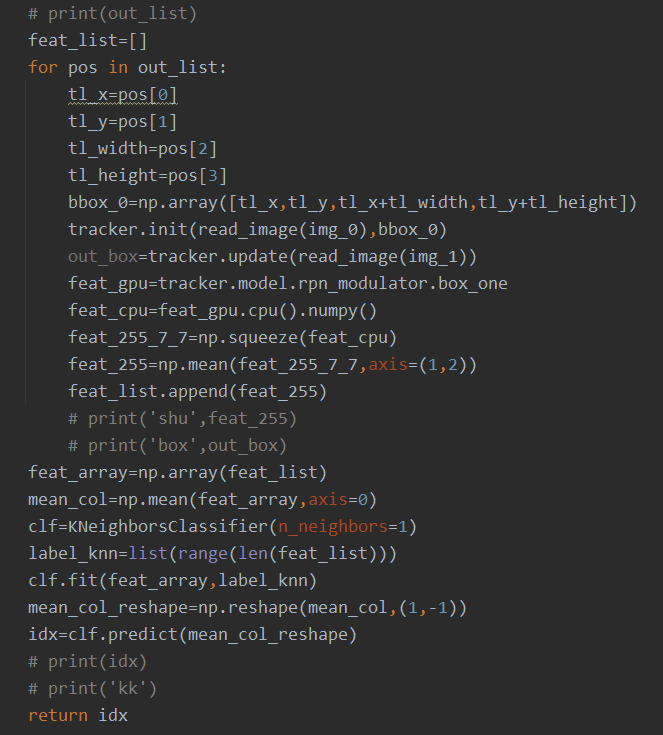 # print(out_list)
feat_list=[]
for pos in out_list:
    tl_x=pos[0]
    tl_y=pos[1]
    tl_width=pos[2]
    tl_height=pos[3]
    bbox_0=np.array([tl_x,tl_y,tl_x+tl_width,tl_y+tl_height])
    tracker.init(read_image(img_0),bbox_0)
    out_box=tracker.update(read_image(img_1))
    feat_gpu=tracker.model.rpn_modulator.box_one
    feat_cpu=feat_gpu.cpu().numpy()
    feat_255_7_7=np.squeeze(feat_cpu)
    feat_255=np.mean(feat_255_7_7,axis=(1,2))
    feat_list.append(feat_255)
    # print('shu',feat_255)
    # print('box',out_box)
feat_array=np.array(feat_list)
mean_col=np.mean(feat_array,axis=0)
clf=KNeighborsClassifier(n_neighbors=1)
label_knn=list(range(len(feat_list)))
clf.fit(feat_array,label_knn)
mean_col_reshape=np.reshape(mean_col,(1,-1))
idx=clf.predict(mean_col_reshape)
# print(idx)
# print('kk')
return idx